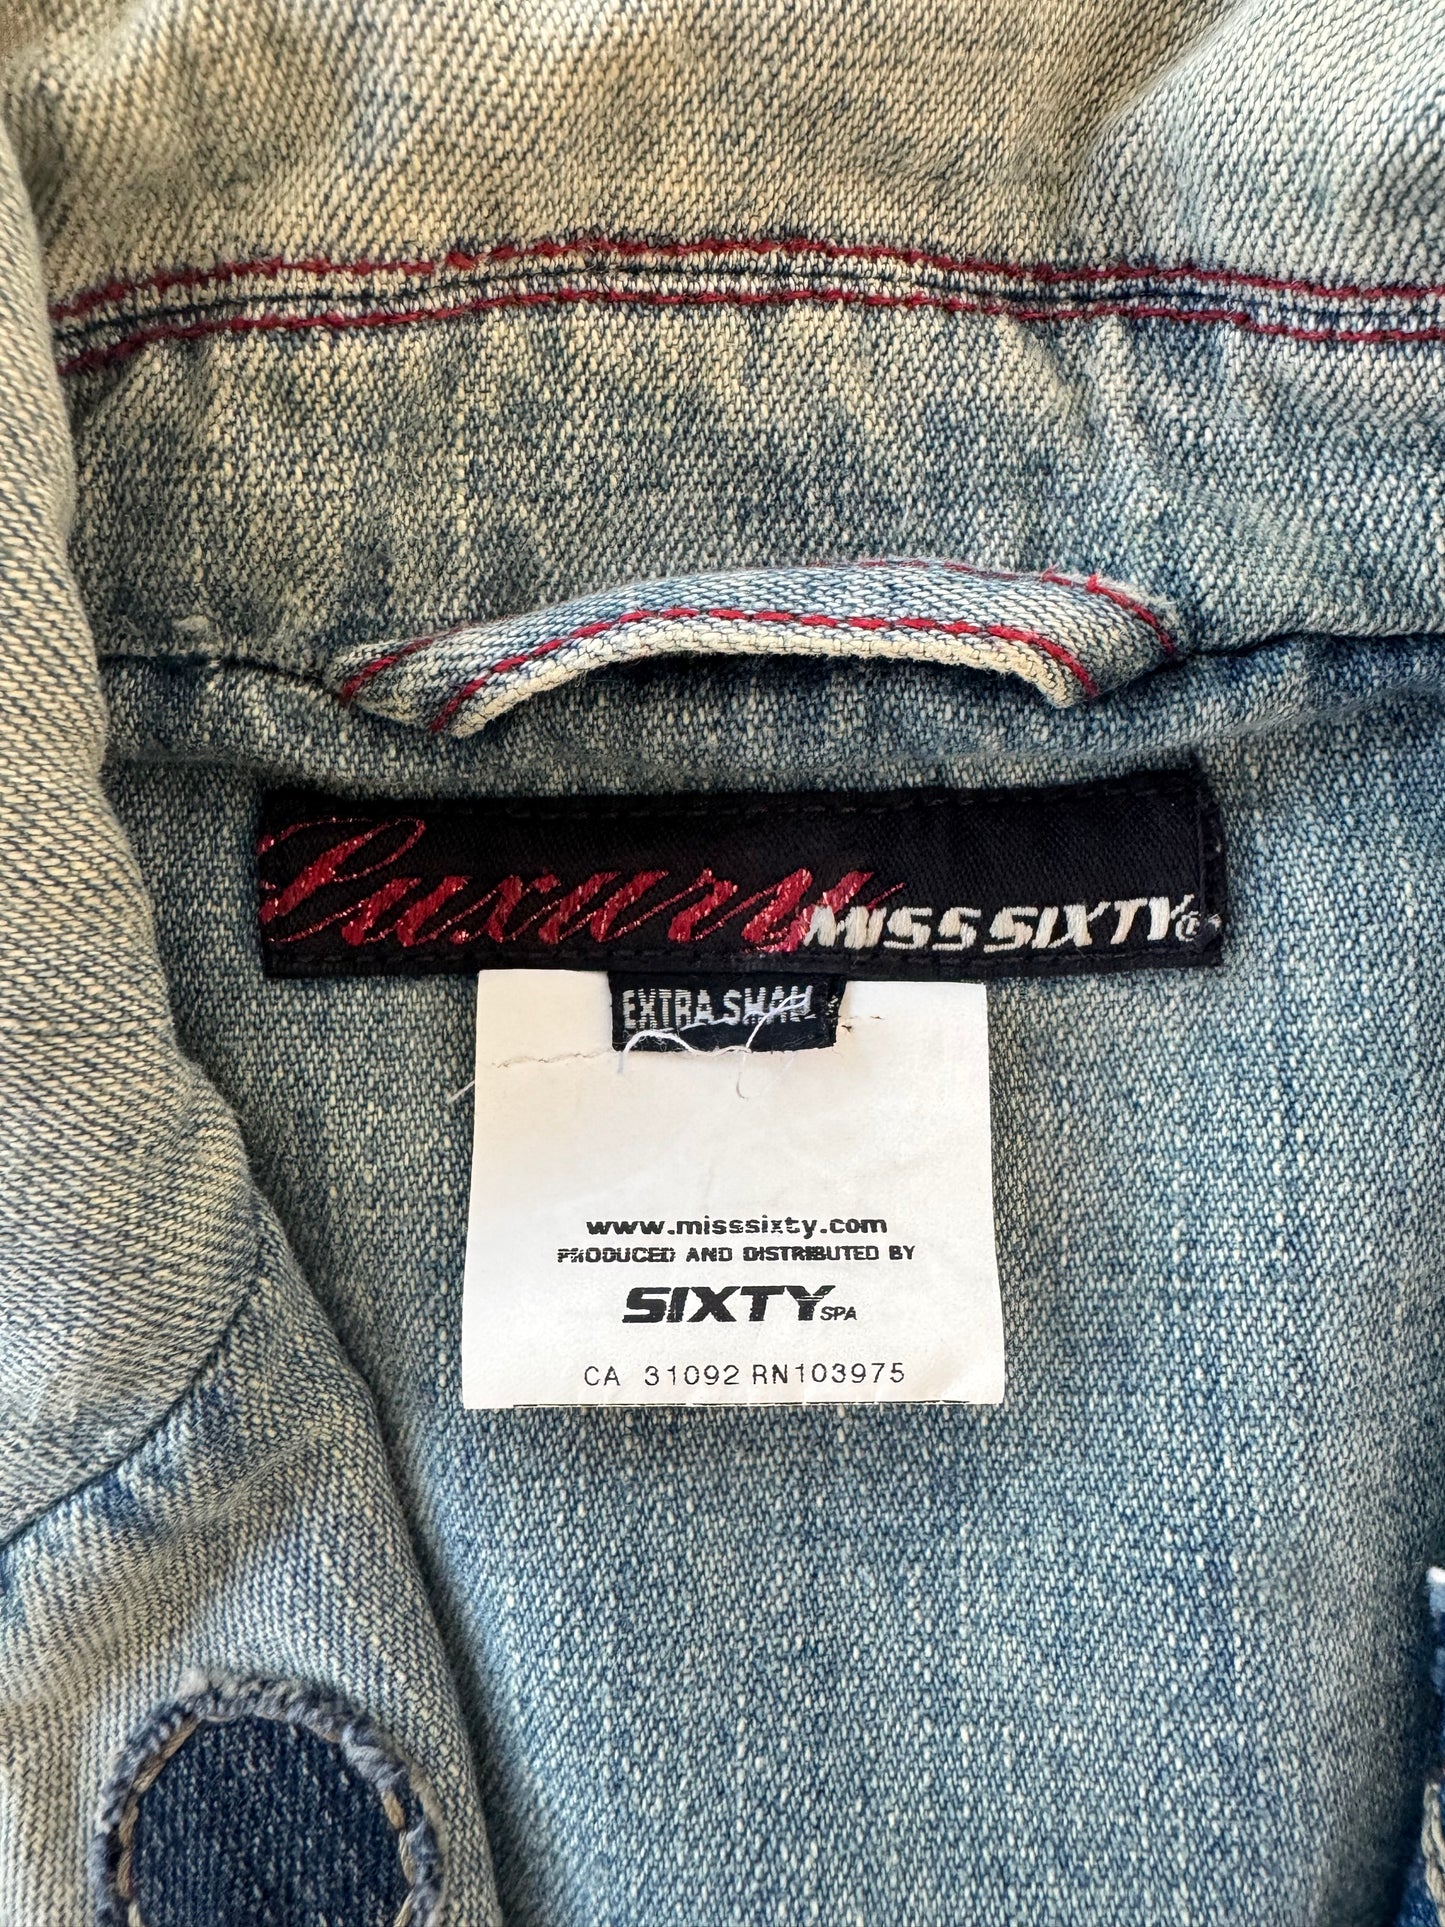 Luxury MISS SIXTY®
EXTRA SMALL
www.misssixty.com
PRODUCED AND DISTRIBUTED BY
SIXTY SPA
CA 31092 RN103975